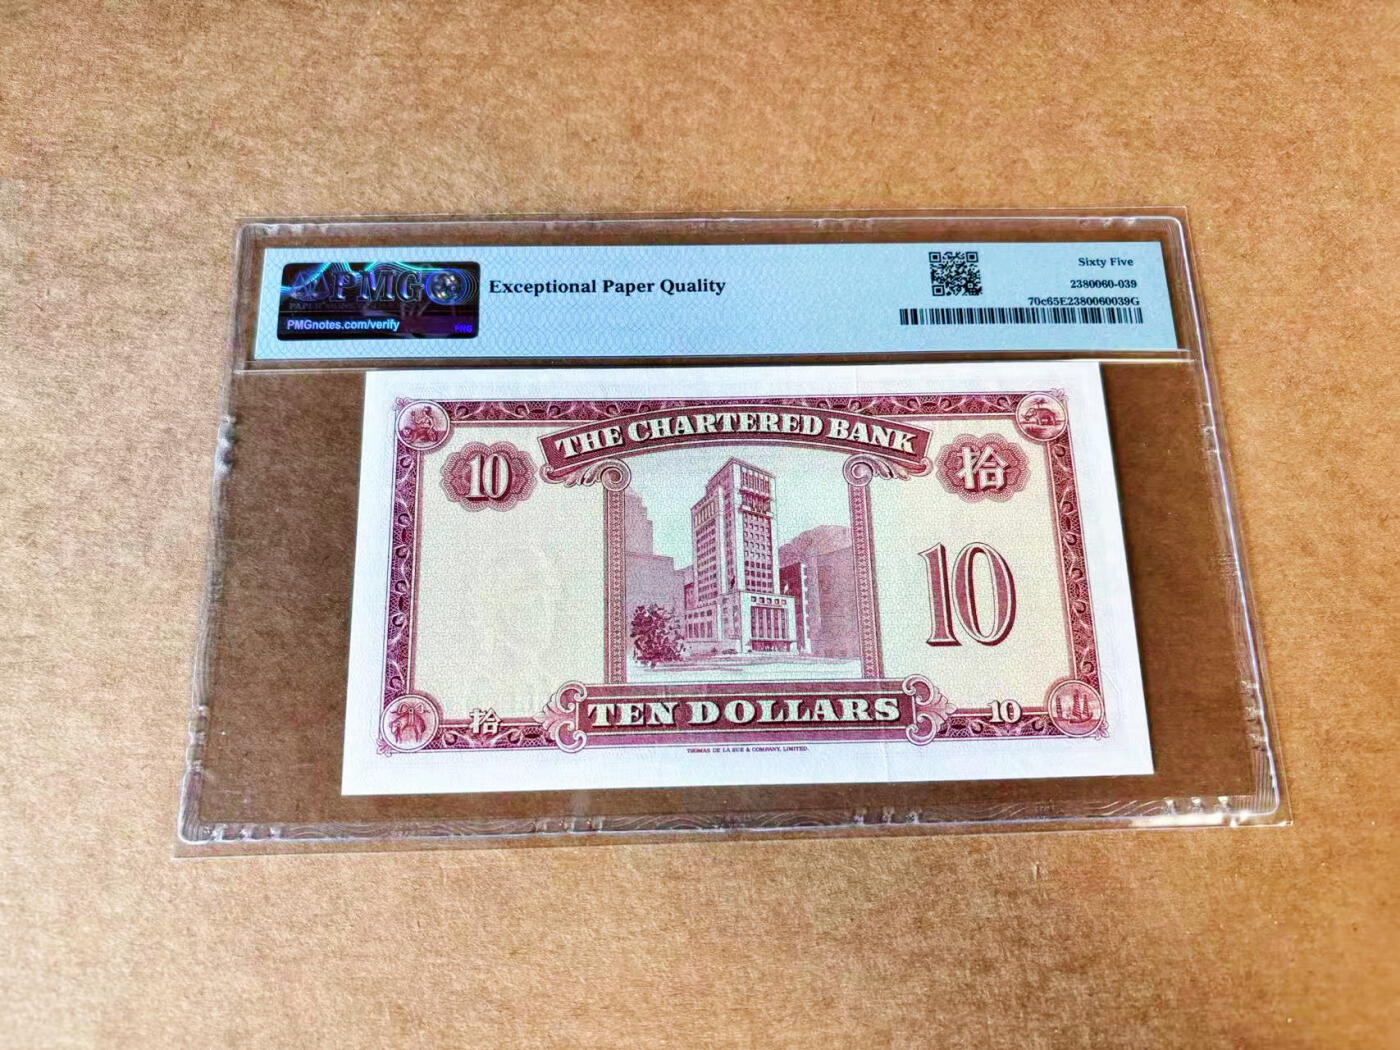 PMG
PMGnotes.com/verify
PMG
Exceptional Paper Quality
Sixty Five
2380060-039
70c65E2380060039G
THE CHARTERED BANK
10
拾
10
TEN DOLLARS
拾
10
THOMAS DE LA RUE & COMPANY, LIMITED.